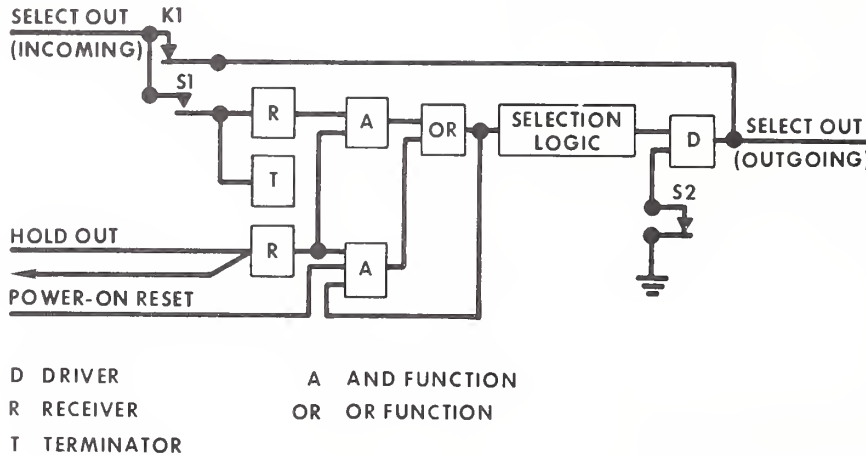 SELECT OUT K1
(INCOMING)
S1
R
A
OR
SELECTION
LOGIC
D
SELECT OUT
(OUTGOING)
T
S2
HOLD OUT
R
A
POWER-ON RESET
D DRIVER
A AND FUNCTION
R RECEIVER
OR OR FUNCTION
T TERMINATOR